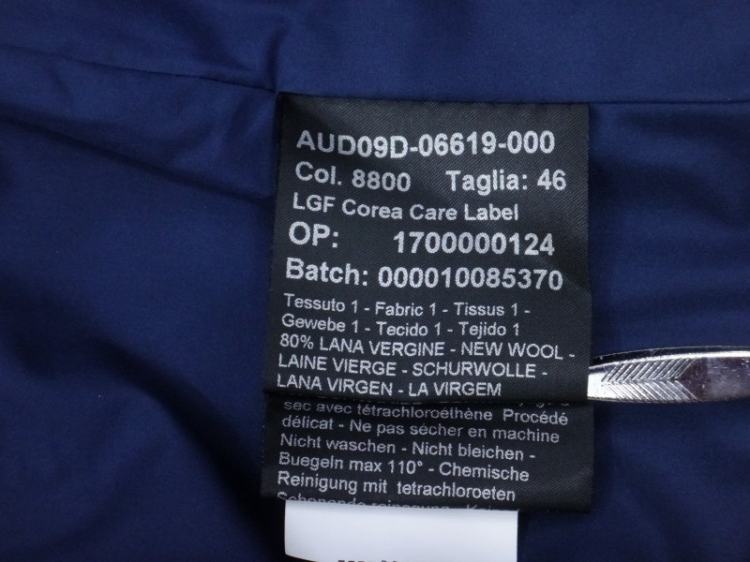 AUD09D-06619-000
Col. 8800 Taglia: 46
LGF Corea Care Label
OP: 1700000124
Batch: 000010085370
Tessuto 1 - Fabric 1 - Tissus 1 -
Gewebe 1 - Tecido 1 - Tejido 1
80% LANA VERGINE - NEW WOOL -
LAINE VIERGE - SCHURWOLLE -
LANA VIRGEN - LA VIRGEM
sec avec tétrachloroéthène Procédé
délicat - Ne pas sécher en machine
Nicht waschen - Nicht bleichen -
Buegeln max 110° - Chemische
Reinigung mit tetrachloroeten